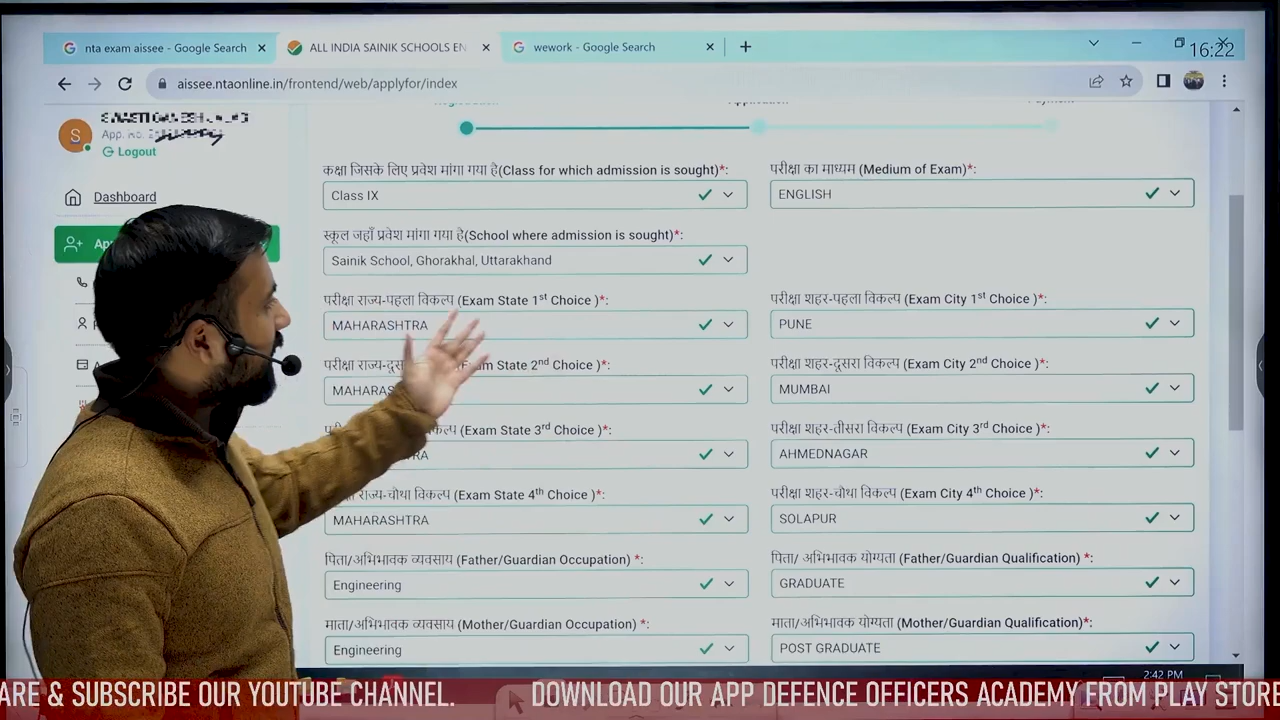 nta exam aissee - Google Search
ALL INDIA SAINIK SCHOOLS EN
wework - Google Search
16:22
aissee.ntaonline.in/frontend/web/applyfor/index
S
App. No.
Logout
Dashboard
कक्षा जिसके लिए प्रवेश मांगा गया है(Class for which admission is sought)*:
परीक्षा का माध्यम (Medium of Exam)*:
Class IX
ENGLISH
स्कूल जहाँ प्रवेश मांगा गया है(School where admission is sought)*:
Sainik School, Ghorakhal, Uttarakhand
परीक्षा राज्य-पहला विकल्प (Exam State 1st Choice )*:
परीक्षा शहर-पहला विकल्प (Exam City 1st Choice )*:
MAHARASHTRA
PUNE
परीक्षा State 2nd Choice )*:
परीक्षा शहर-दूसरा विकल्प (Exam City 2nd Choice )*:
MUMBAI
विकल्प (Exam State 3rd Choice )*:
परीक्षा शहर-तीसरा विकल्प (Exam City 3rd Choice )*:
AHMEDNAGAR
राज्य-चौथा विकल्प (Exam State 4th Choice )*:
परीक्षा शहर-चौथा विकल्प (Exam City 4th Choice )*:
MAHARASHTRA
SOLAPUR
पिता/अभिभावक व्यवसाय (Father/Guardian Occupation) *:
पिता/ अभिभावक योग्यता (Father/Guardian Qualification) *:
Engineering
GRADUATE
माता/अभिभावक व्यवसाय (Mother/Guardian Occupation) *:
माता/अभिभावक योग्यता (Mother/Guardian Qualification)*:
Engineering
POST GRADUATE
2:42 PM
ARE & SUBSCRIBE OUR YOUTUBE CHANNEL.
DOWNLOAD OUR APP DEFENCE OFFICERS ACADEMY FROM PLAY STORE